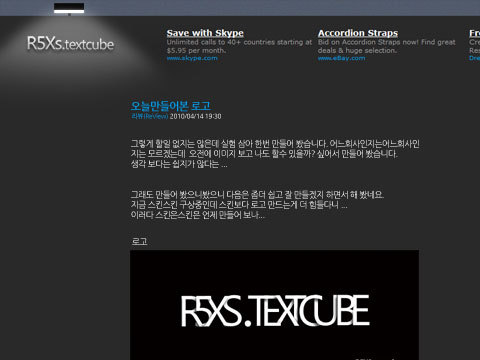 R5Xs.textcube
Save with Skype
Unlimited calls to 40+ countries starting at
$5.95 per month.
www.skype.com
Accordion Straps
Bid on Accordion Straps now! Find great
deals & huge selection.
www.eBay.com
오늘만들어본 로고
리뷰(Review) 2010/04/14 19:30
그렇게 할일 없지는 않은데 실험 삼아 한번 만들어 봤습니다. 어느회사인지는어느회사인
지는 모르겠는데 오전에 이미지 보고 나도 할수 있을까? 싶어서 만들어 봤습니다.
생각 보다는 쉽지가 않다는 ...
그래도 만들어 봤으니봤으니 다음은 좀더 쉽고 잘 만들겠지 하면서 해 봤네요.
지금 스킨스킨 구상중인데 스킨보다 로고 만드는게 더 힘들다니 ...
이러다 스킨은스킨은 언제 만들어 보나...
로고
R5XS.TEXTCUBE